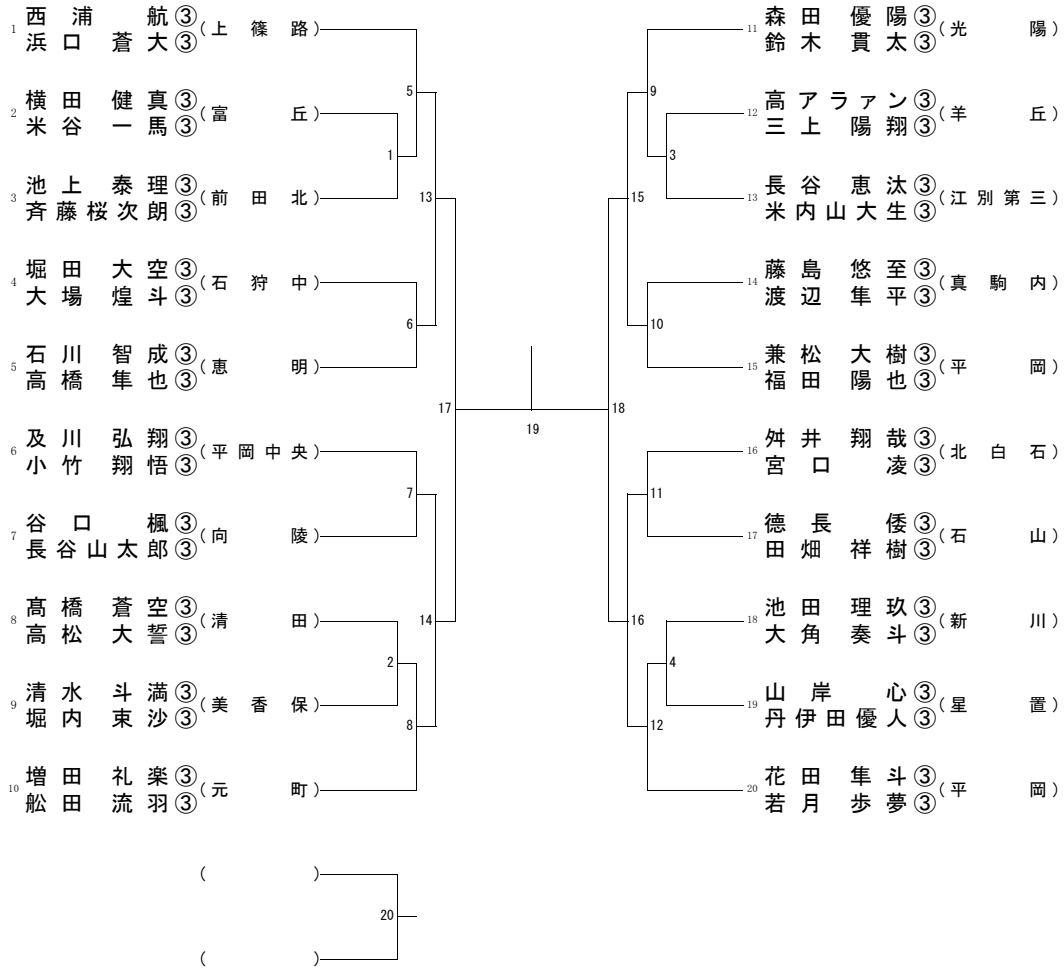 1 西浦 航③(上篠路)
浜口 蒼大③
2 横田 健真③(富丘)
米谷 一馬③
3 池上 泰理③(前田北)
斉藤桜次朗③
4 堀田 大空③(石狩中)
大場 煌斗③
5 石川 智成③(恵明)
高橋 隼也③
6 及川 弘翔③(平岡中央)
小竹 翔悟③
7 谷口 楓③(向陵)
長谷山太郎③
8 髙橋 蒼空③(清田)
高松 大誓③
9 清水 斗満③(美香保)
堀内 東沙③
10 増田 礼楽③(元町)
舩田 流羽③
5
1
13
6
17
7
14
2
8
19
11 森田 優陽③(光陽)
鈴木 貫太③
12 高アラァン③(羊丘)
三上 陽翔③
13 長谷 恵汰③(江別第三)
米内山大生③
14 藤島 悠至③(真駒内)
渡辺 隼平③
15 兼松 大樹③(平岡)
福田 陽也③
16 舛井 翔哉③(北白石)
宮口 凌③
17 德長 倭③(石山)
田畑 祥樹③
18 池田 理玖③(新川)
大角 奏斗③
19 山岸 心③(星置)
丹伊田優人③
20 花田 隼斗③(平岡)
若月 歩夢③
9
3
15
10
18
11
16
4
12
( )
20
( )